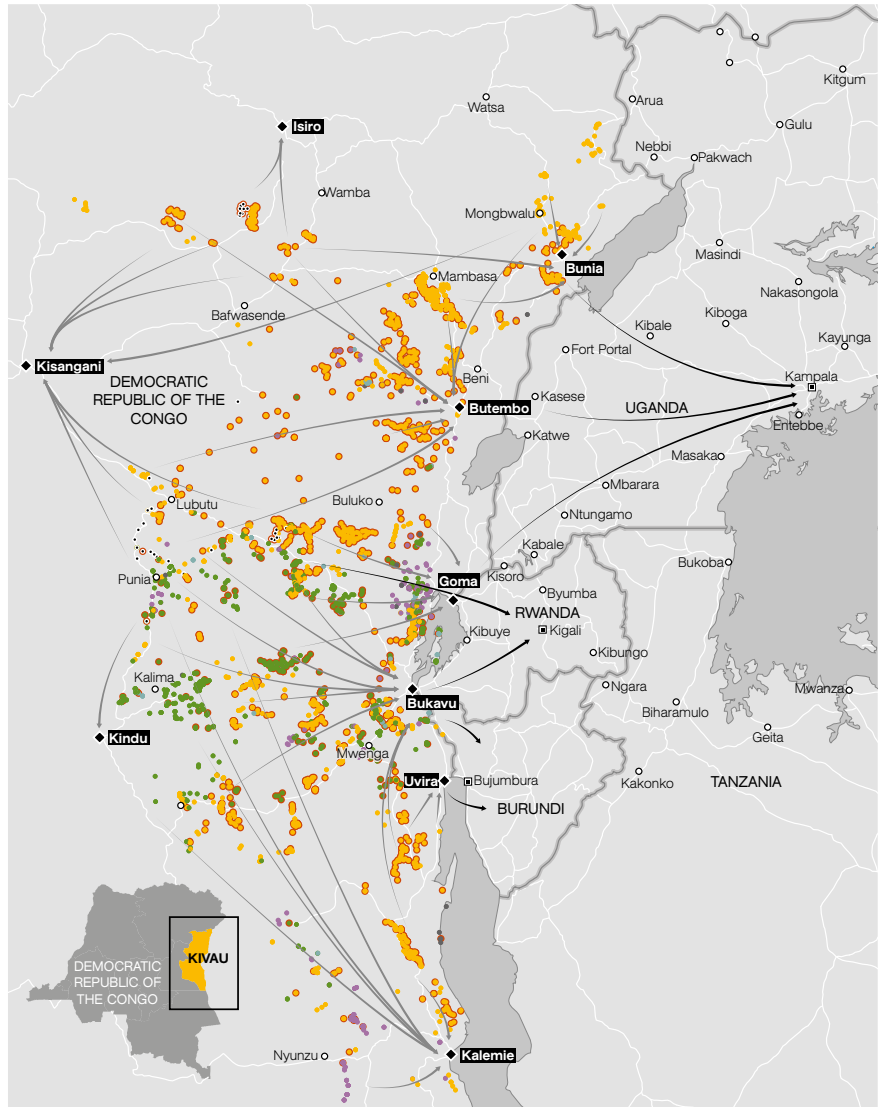 Kitgum
Watsa
Arua
Isiro
Gulu
Nebbi
Pakwach
Wamba
Mongbwalu
Masindi
Bunia
Mambasa
Nakasongola
Bafwasende
Kiboga
Kibale
Kayunga
Fort Portal
Kisangani
Beni
Kampala
DEMOCRATIC
REPUBLIC OF THE
CONGO
Kasese
Butembo
UGANDA
Entebbe
Katwe
Masaka
Mbarara
Buluko
Lubutu
Ntungamo
Kabale
Bukoba
Goma
Kisoro
Punia
Byumba
RWANDA
Kibuye
Kigali
Kibungo
Kalima
Ngara
Mwanza
Bukavu
Biharamulo
Kindu
Geita
Mwenga
Kakonko
Uvira
Bujumbura
TANZANIA
BURUNDI
KIVAU
DEMOCRATIC
REPUBLIC OF
THE CONGO
Nyunzu
Kalemie